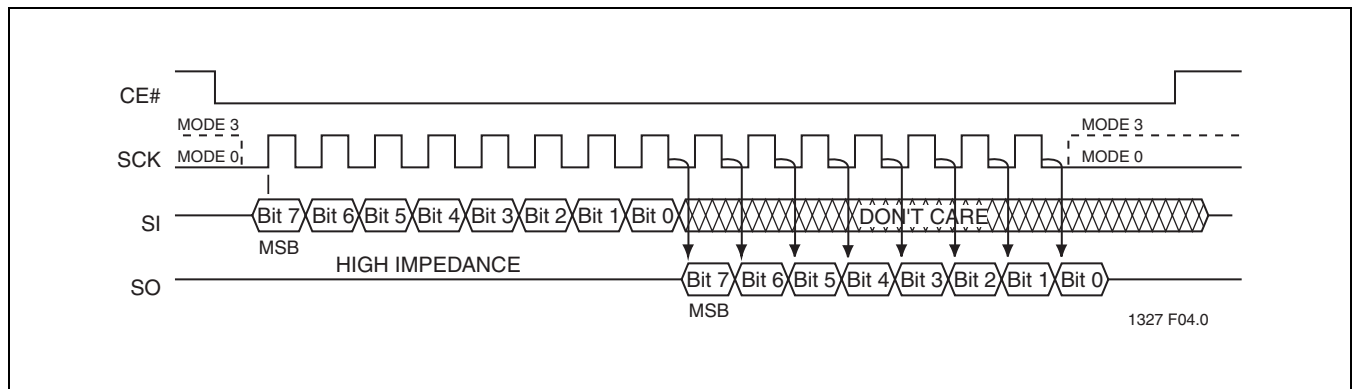 CE#
MODE 3
MODE 3
SCK
MODE 0
MODE 0
SI
Bit 7 Bit 6 Bit 5 Bit 4 Bit 3 Bit 2 Bit 1 Bit 0 DON'T CARE
MSB
HIGH IMPEDANCE
SO
Bit 7 Bit 6 Bit 5 Bit 4 Bit 3 Bit 2 Bit 1 Bit 0
MSB
1327 F04.0